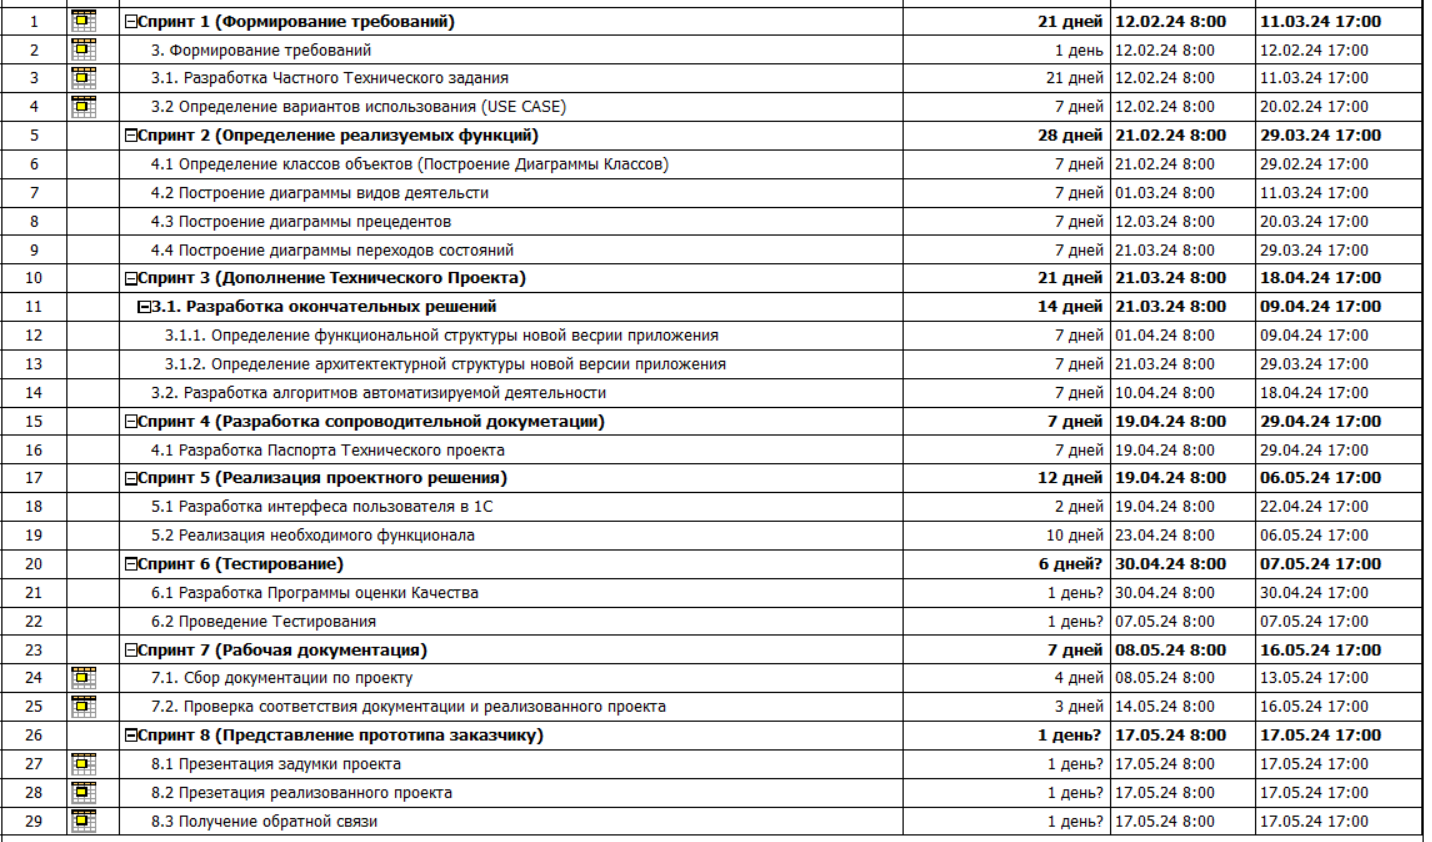 1 Спринт 1 (Формирование требований) 21 дней 12.02.24 8:00 11.03.24 17:00
2 3. Формирование требований 1 день 12.02.24 8:00 12.02.24 17:00
3 3.1. Разработка Частного Технического задания 21 дней 12.02.24 8:00 11.03.24 17:00
4 3.2 Определение вариантов использования (USE CASE) 7 дней 12.02.24 8:00 20.02.24 17:00
5 Спринт 2 (Определение реализуемых функций) 28 дней 21.02.24 8:00 29.03.24 17:00
6 4.1 Определение классов объектов (Построение Диаграммы Классов) 7 дней 21.02.24 8:00 29.02.24 17:00
7 4.2 Построение диаграммы видов деятельсти 7 дней 01.03.24 8:00 11.03.24 17:00
8 4.3 Построение диаграммы прецедентов 7 дней 12.03.24 8:00 20.03.24 17:00
9 4.4 Построение диаграммы переходов состояний 7 дней 21.03.24 8:00 29.03.24 17:00
10 Спринт 3 (Дополнение Технического Проекта) 21 дней 21.03.24 8:00 18.04.24 17:00
11 3.1. Разработка окончательных решений 14 дней 21.03.24 8:00 09.04.24 17:00
12 3.1.1. Определение функциональной структуры новой весрии приложения 7 дней 01.04.24 8:00 09.04.24 17:00
13 3.1.2. Определение архитектектурной структуры новой версии приложения 7 дней 21.03.24 8:00 29.03.24 17:00
14 3.2. Разработка алгоритмов автоматизируемой деятельности 7 дней 10.04.24 8:00 18.04.24 17:00
15 Спринт 4 (Разработка сопроводительной докуметации) 7 дней 19.04.24 8:00 29.04.24 17:00
16 4.1 Разработка Паспорта Технического проекта 7 дней 19.04.24 8:00 29.04.24 17:00
17 Спринт 5 (Реализация проектного решения) 12 дней 19.04.24 8:00 06.05.24 17:00
18 5.1 Разработка интерфеса пользователя в 1С 2 дней 19.04.24 8:00 22.04.24 17:00
19 5.2 Реализация необходимого функционала 10 дней 23.04.24 8:00 06.05.24 17:00
20 Спринт 6 (Тестирование) 6 дней? 30.04.24 8:00 07.05.24 17:00
21 6.1 Разработка Программы оценки Качества 1 день? 30.04.24 8:00 30.04.24 17:00
22 6.2 Проведение Тестирования 1 день? 07.05.24 8:00 07.05.24 17:00
23 Спринт 7 (Рабочая документация) 7 дней 08.05.24 8:00 16.05.24 17:00
24 7.1. Сбор документации по проекту 4 дней 08.05.24 8:00 13.05.24 17:00
25 7.2. Проверка соответствия документации и реализованного проекта 3 дней 14.05.24 8:00 16.05.24 17:00
26 Спринт 8 (Представление прототипа заказчику) 1 день? 17.05.24 8:00 17.05.24 17:00
27 8.1 Презентация задумки проекта 1 день? 17.05.24 8:00 17.05.24 17:00
28 8.2 Презетация реализованного проекта 1 день? 17.05.24 8:00 17.05.24 17:00
29 8.3 Получение обратной связи 1 день? 17.05.24 8:00 17.05.24 17:00